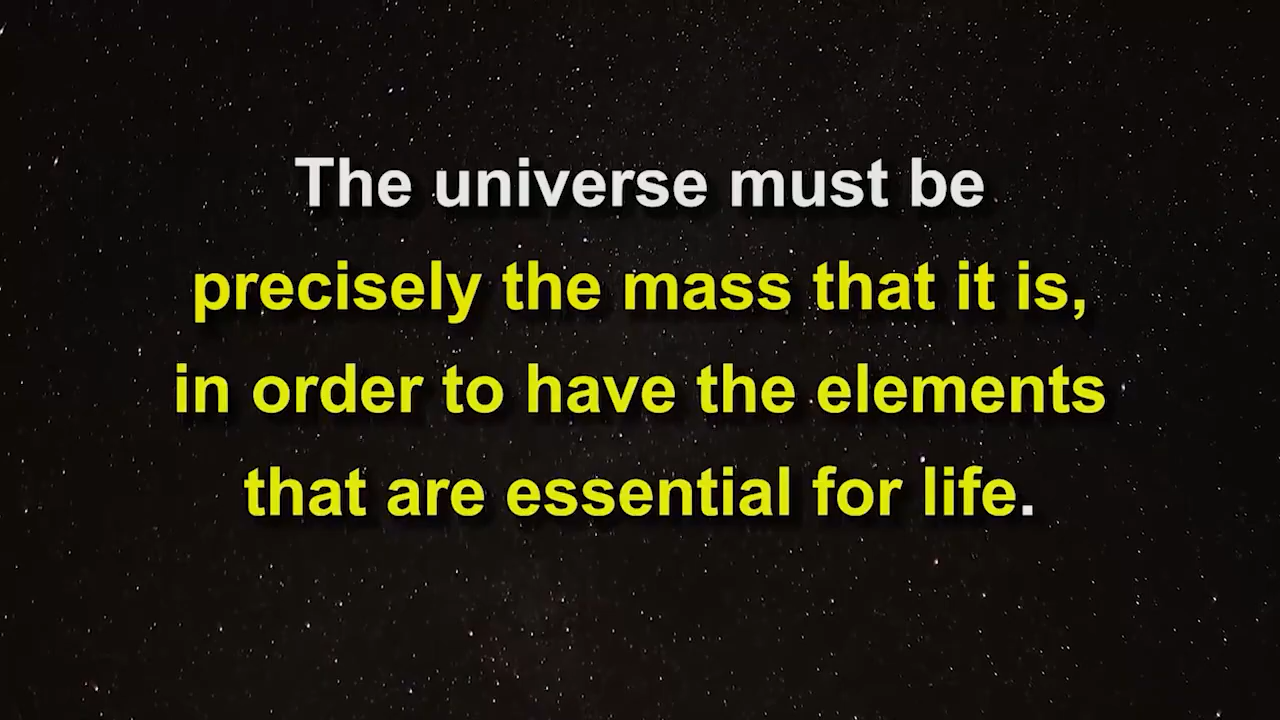 The universe must be
precisely the mass that it is,
in order to have the elements
that are essential for life.